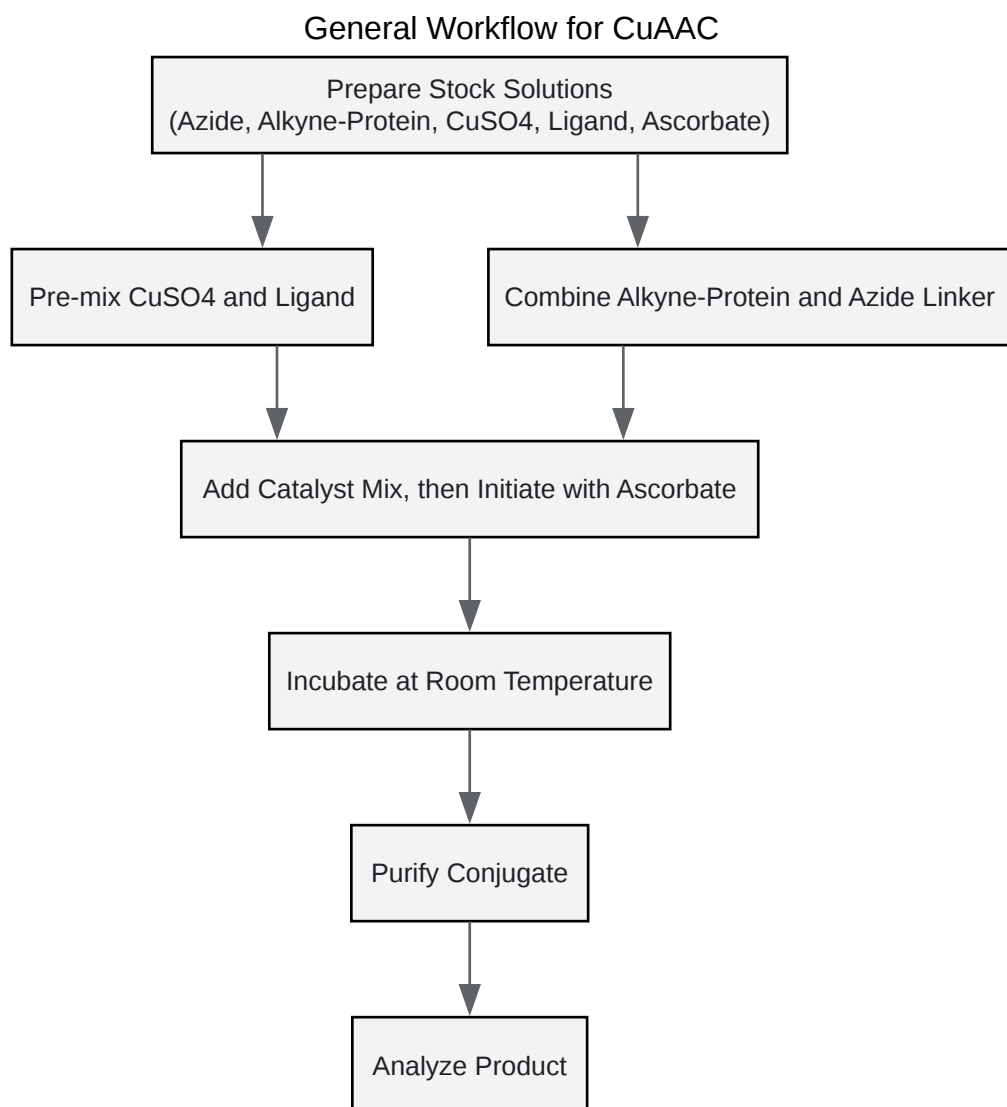 General Workflow for CuAAC
Prepare Stock Solutions
(Azide, Alkyne-Protein, CuSO4, Ligand, Ascorbate)
Pre-mix CuSO4 and Ligand
Combine Alkyne-Protein and Azide Linker
Add Catalyst Mix, then Initiate with Ascorbate
Incubate at Room Temperature
Purify Conjugate
Analyze Product